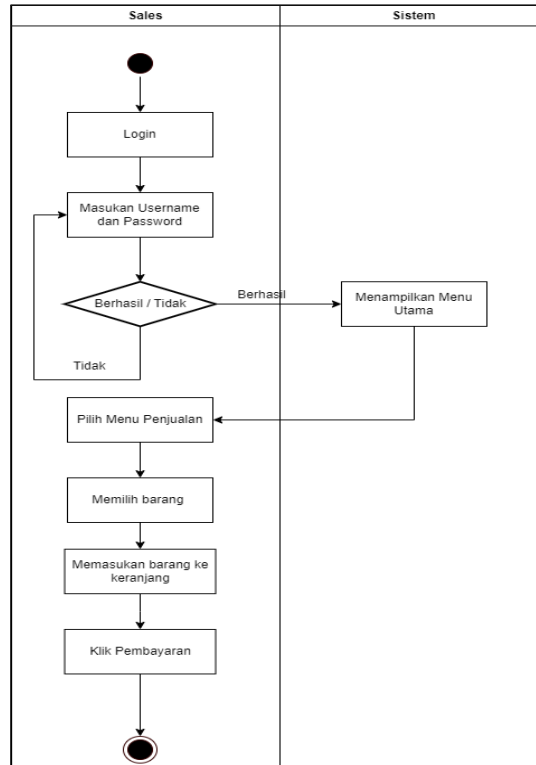 Sales
Sistem
Login
Masukan Username
dan Password
Berhasil / Tidak
Berhasil
Menampilkan Menu
Utama
Tidak
Pilih Menu Penjualan
Memilih barang
Memasukan barang ke
keranjang
Klik Pembayaran